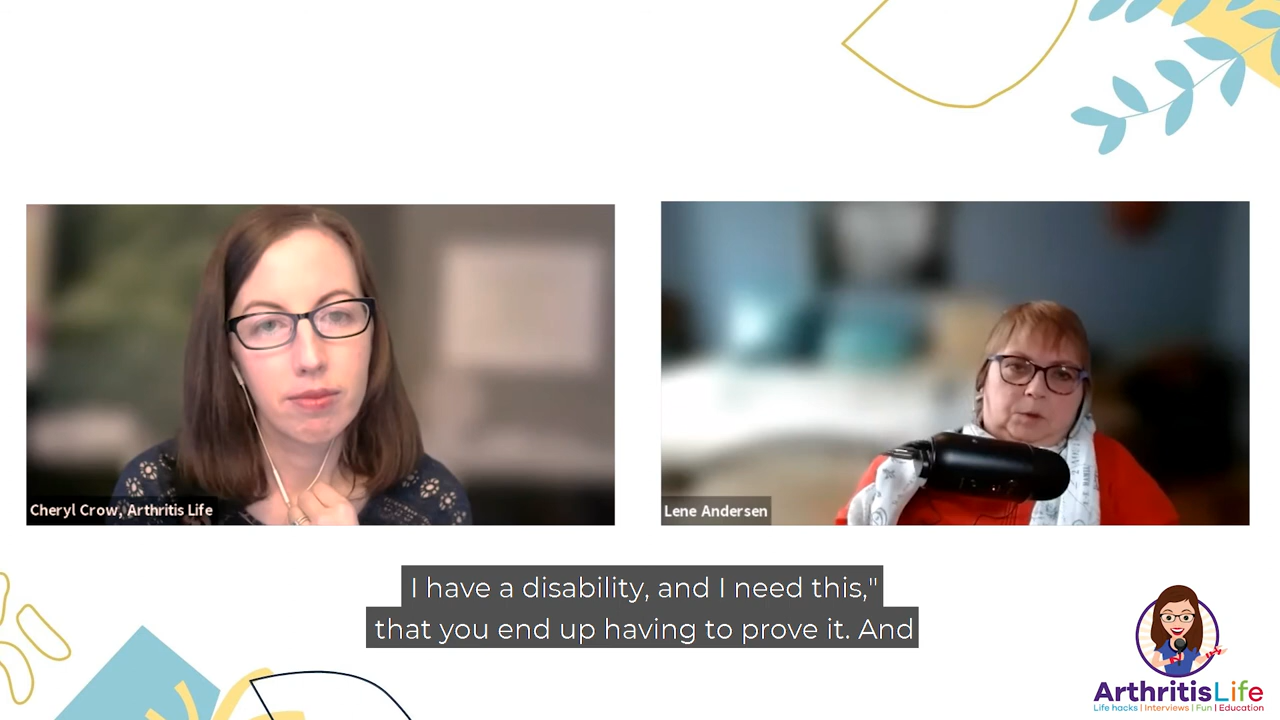 Cheryl Crow, Arthritis Life
Lene Andersen
I have a disability, and I need this,"
that you end up having to prove it. And
ArthritisLife
Life hacks | Interviews | Fun | Education